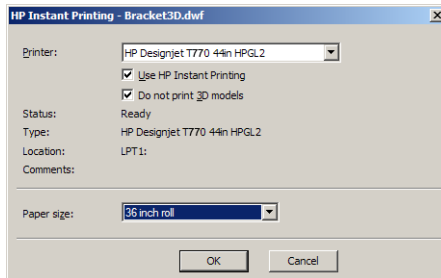 HP Instant Printing - Bracket3D.dwf
Printer: HP Designjet T770 44in HPGL2
Use HP Instant Printing
Do not print 3D models
Status: Ready
Type: HP Designjet T770 44in HPGL2
Location: LPT1:
Comments:
Paper size: 36 inch roll
OK Cancel